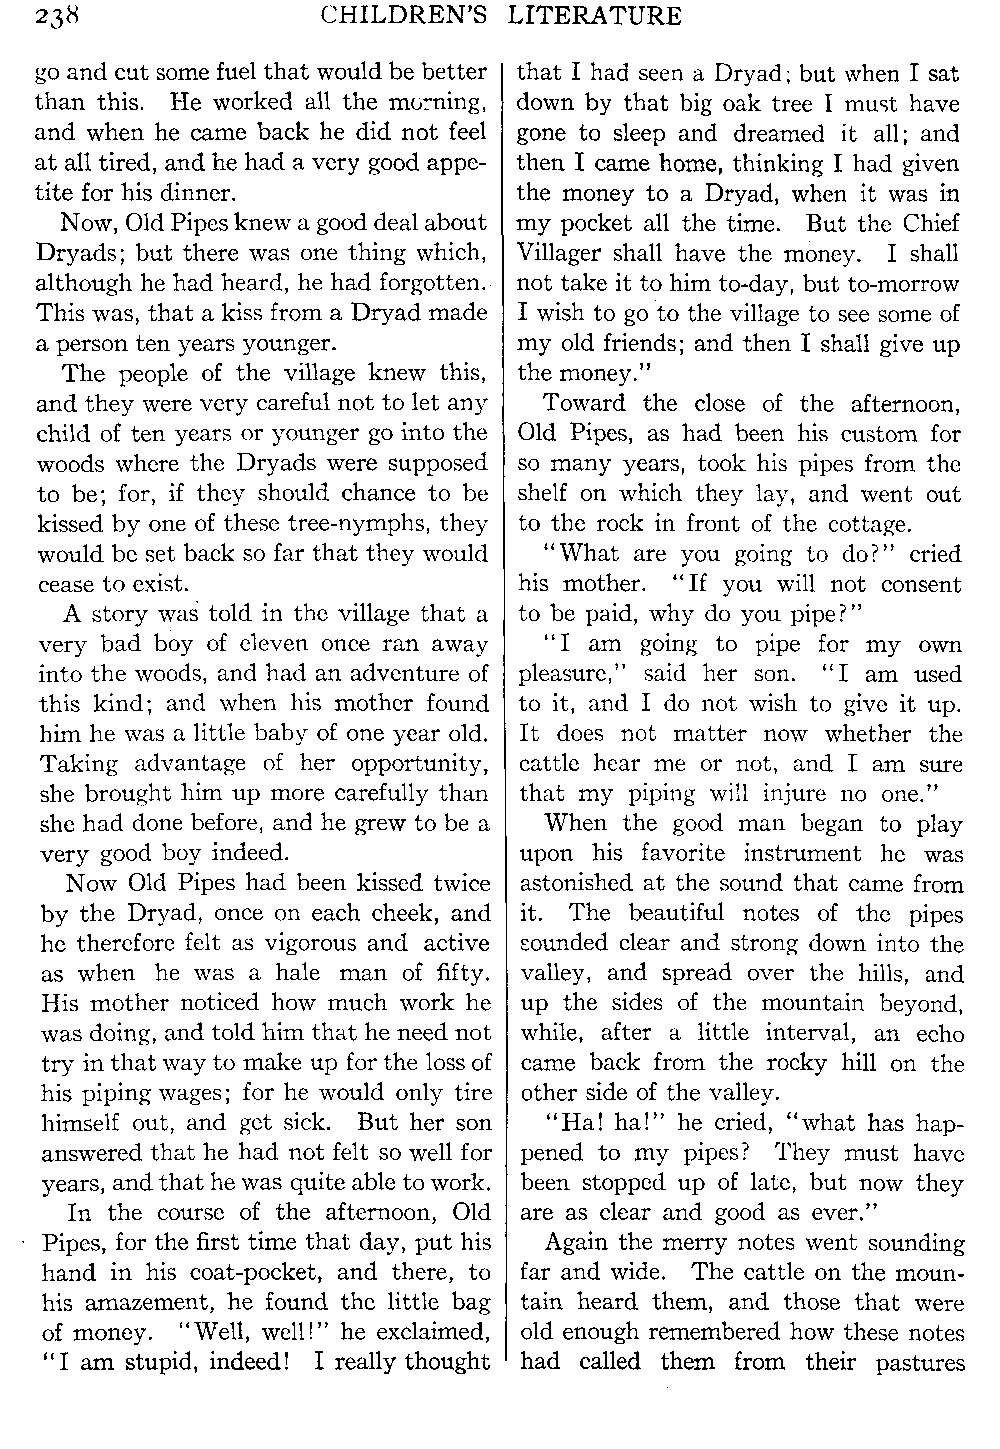 238 CHILDREN'S LITERATURE
go and cut some fuel that would be better
than this. He worked all the morning,
and when he came back he did not feel
at all tired, and he had a very good appe-
tite for his dinner.
Now, Old Pipes knew a good deal about
Dryads; but there was one thing which,
although he had heard, he had forgotten.
This was, that a kiss from a Dryad made
a person ten years younger.
The people of the village knew this,
and they were very careful not to let any
child of ten years or younger go into the
woods where the Dryads were supposed
to be; for, if they should chance to be
kissed by one of these tree-nymphs, they
would be set back so far that they would
cease to exist.
A story was told in the village that a
very bad boy of eleven once ran away
into the woods, and had an adventure of
this kind; and when his mother found
him he was a little baby of one year old.
Taking advantage of her opportunity,
she brought him up more carefully than
she had done before, and he grew to be a
very good boy indeed.
Now Old Pipes had been kissed twice
by the Dryad, once on each cheek, and
he therefore felt as vigorous and active
as when he was a hale man of fifty.
His mother noticed how much work he
was doing, and told him that he need not
try in that way to make up for the loss of
his piping wages; for he would only tire
himself out, and get sick. But her son
answered that he had not felt so well for
years, and that he was quite able to work.
In the course of the afternoon, Old
Pipes, for the first time that day, put his
hand in his coat-pocket, and there, to
his amazement, he found the little bag
of money. "Well, well!" he exclaimed,
"I am stupid, indeed! I really thought
that I had seen a Dryad; but when I sat
down by that big oak tree I must have
gone to sleep and dreamed it all; and
then I came home, thinking I had given
the money to a Dryad, when it was in
my pocket all the time. But the Chief
Villager shall have the money. I shall
not take it to him to-day, but to-morrow
I wish to go to the village to see some of
my old friends; and then I shall give up
the money."
Toward the close of the afternoon,
Old Pipes, as had been his custom for
so many years, took his pipes from the
shelf on which they lay, and went out
to the rock in front of the cottage.
"What are you going to do?" cried
his mother. "If you will not consent
to be paid, why do you pipe?"
"I am going to pipe for my own
pleasure," said her son. "I am used
to it, and I do not wish to give it up.
It does not matter now whether the
cattle hear me or not, and I am sure
that my piping will injure no one."
When the good man began to play
upon his favorite instrument he was
astonished at the sound that came from
it. The beautiful notes of the pipes
sounded clear and strong down into the
valley, and spread over the hills, and
up the sides of the mountain beyond,
while, after a little interval, an echo
came back from the rocky hill on the
other side of the valley.
"Ha! ha!" he cried, "what has hap-
pened to my pipes? They must have
been stopped up of late, but now they
are as clear and good as ever."
Again the merry notes went sounding
far and wide. The cattle on the moun-
tain heard them, and those that were
old enough remembered how these notes
had called them from their pastures